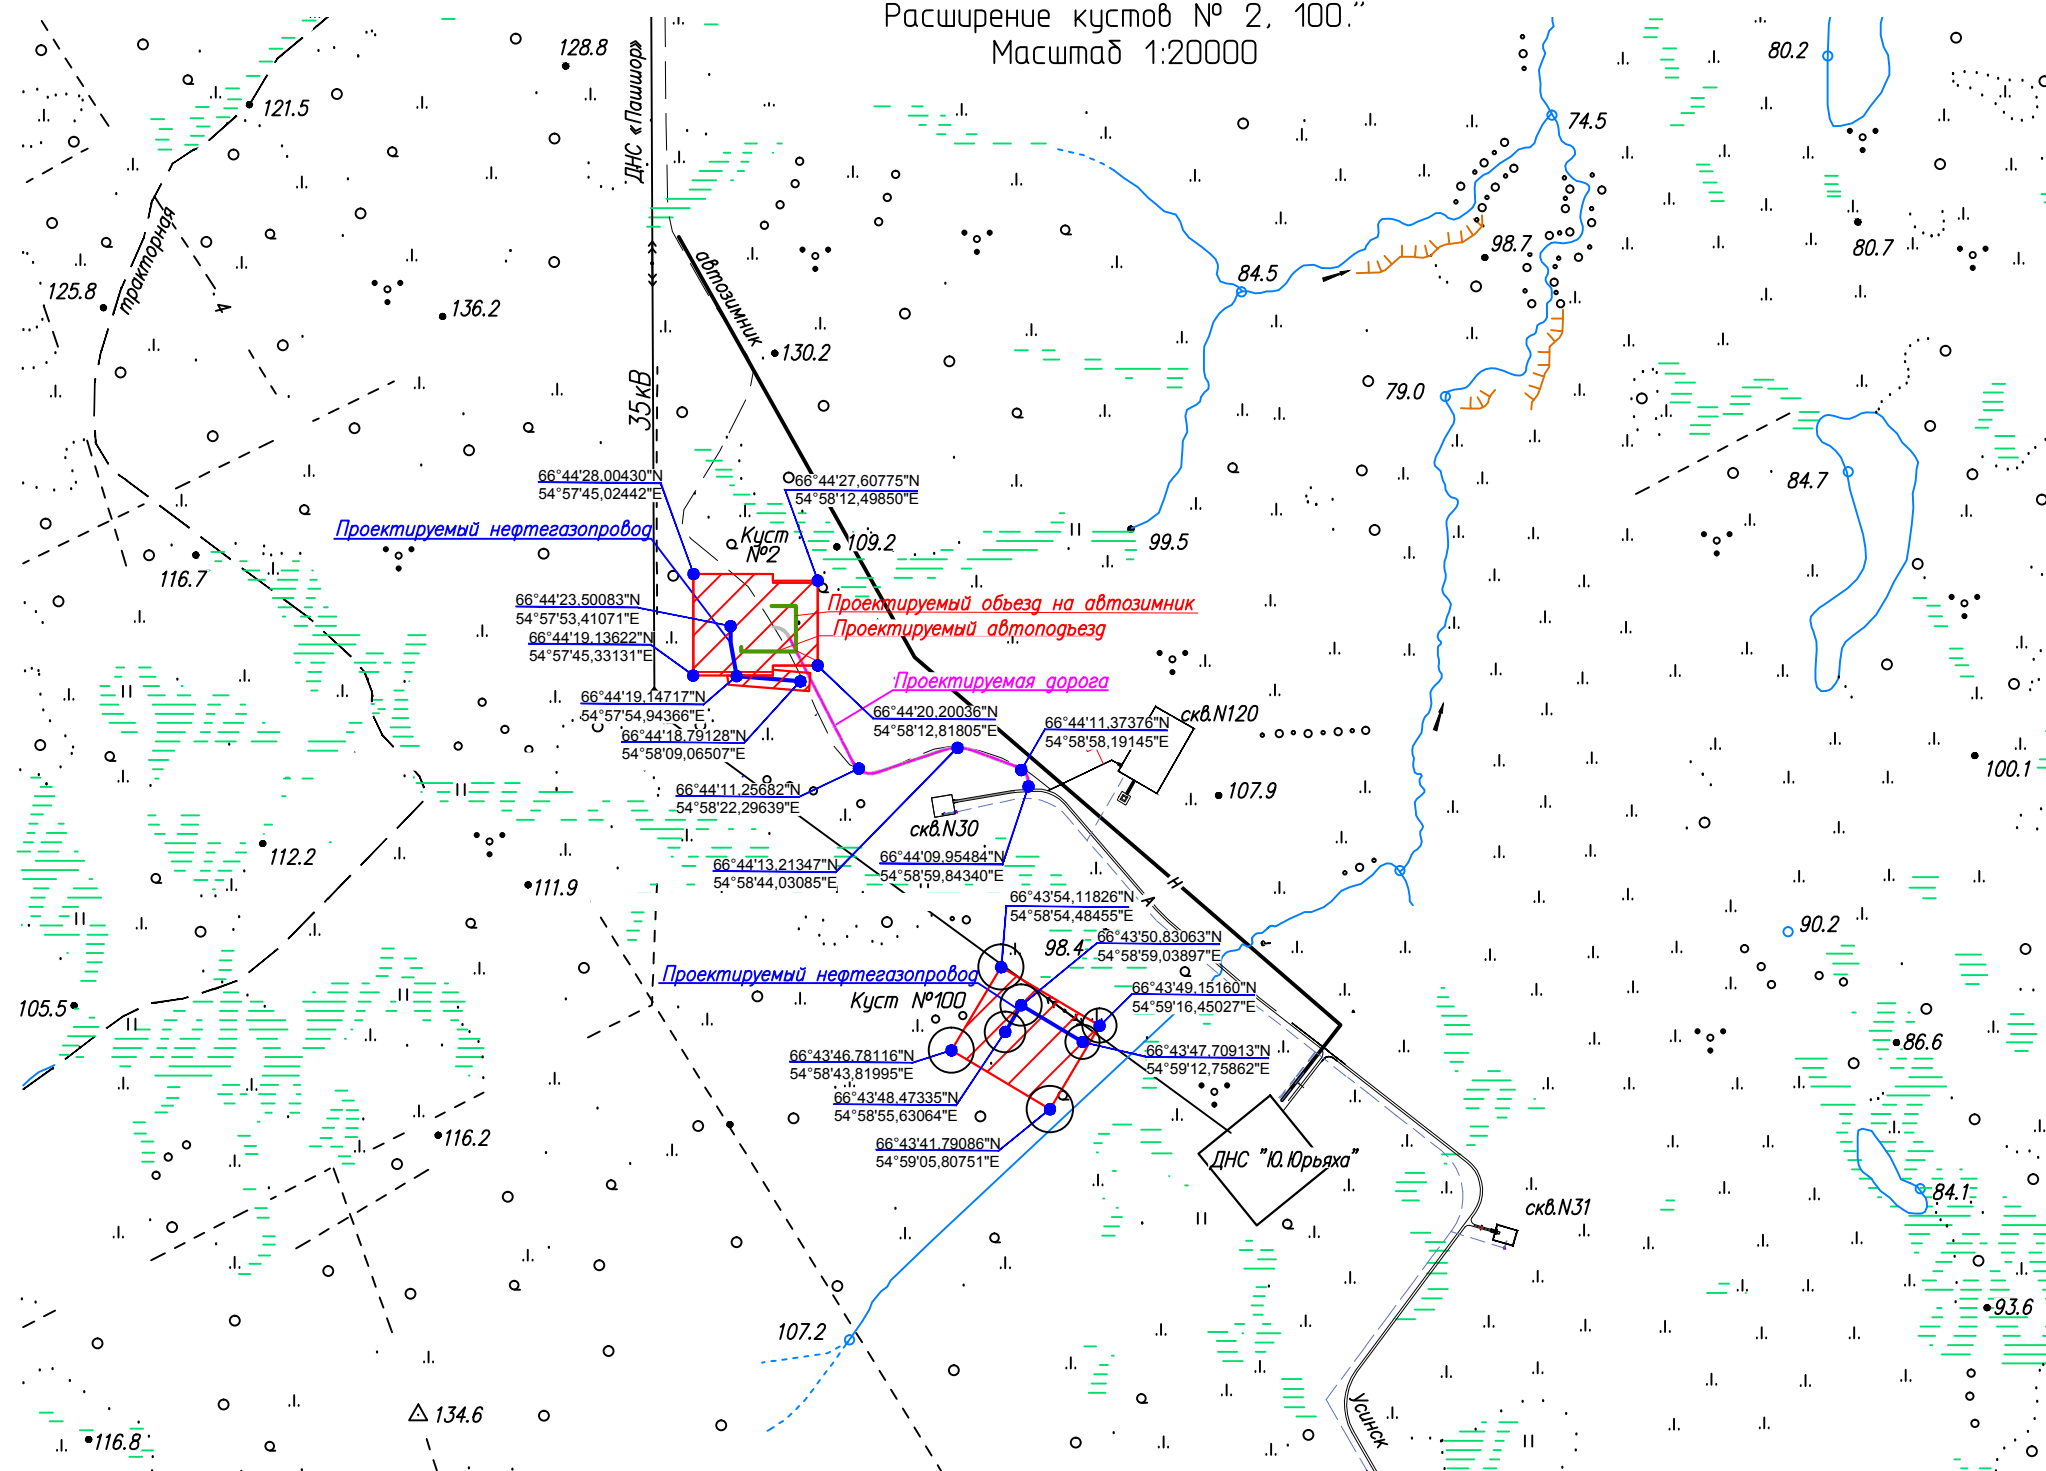 Расширение кустов № 2, 100."
Масштаб 1:20000
128.8
ДНС «Пашшор»
80.2
121.5
74.5
тракторная
автозимник
98.7
80.7
84.5
125.8
4
136.2
130.2
35кВ
79.0
66°44'28.00430"N
54°57'45,02442"E
66°44'27,60775"N
54°58'12,49850"E
84.7
Проектируемый нефтегазопровод
Куст
№2
109.2
99.5
116.7
66°44'23,50083"N
54°57'53,41071"E
Проектируемый объезд на автозимник
Проектируемый автоподъезд
66°44'19.13622"N
54°57'45,33131"E
Проектируемая дорога
66°44'19,14717"N
54°57'54,94366"E
66°44'20,20036"N
54°58'12,81805"E
66°44'11,37376"N
54°58'58,19145"E
скв.N120
66°44'18,79128"N
54°58'09,06507"E
100.1
66°44'11,25682"N
54°58'22,29639"E
107.9
скв.N30
112.2
66°44'13,21347"N
54°58'44,03085"E
66°44'09,95484"N
54°58'59,84340"E
111.9
Н
А
66°43'54,11826"N
54°58'54,48455"E
90.2
98.4
66°43'50,83063"N
54°58'59,03897"E
Проектируемый нефтегазопровод
Куст №100
66°43'49,15160"N
54°59'16,45027"E
105.5
86.6
66°43'46,78116"N
54°58'43,81995"E
66°43'47,70913"N
54°59'12,75862"E
66°43'48,47335"N
54°58'55,63064"E
116.2
66°43'41.79086"N
54°59'05,80751"E
ДНС "Ю.Юрьяха"
84.1
скв.N31
93.6
107.2
134.6
Усинск
116.8